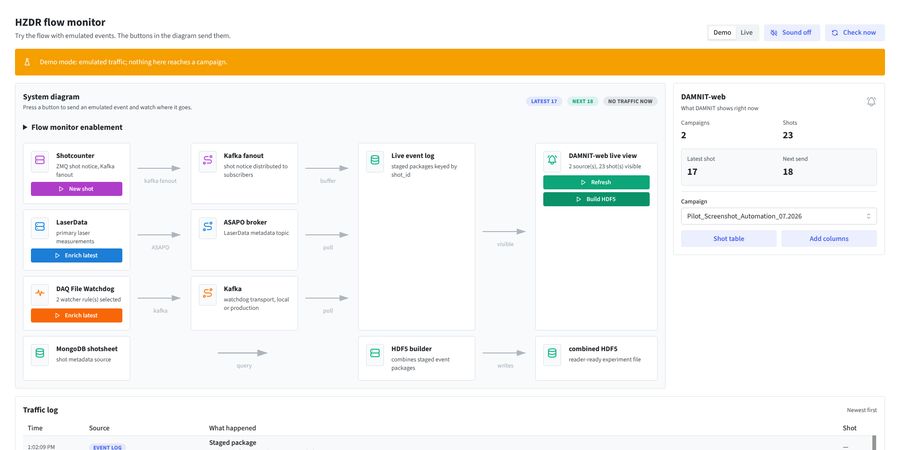 HZDR flow monitor
Try the flow with emulated events. The buttons in the diagram send them.
Demo
Live
Sound off
Check now
Demo mode: emulated traffic; nothing here reaches a campaign.
System diagram
Press a button to send an emulated event and watch where it goes.
LATEST 17
NEXT 18
NO TRAFFIC NOW
Flow monitor enablement
Shotcounter
ZMQ shot notice, Kafka
fanout
New shot
kafka fanout
Kafka fanout
shot notice distributed to
subscribers
buffer
Live event log
staged packages keyed by
shot_id
visible
DAMNIT-web live view
2 source(s), 23 shot(s) visible
Refresh
Build HDF5
LaserData
primary laser
measurements
Enrich latest
ASAPO
ASAPO broker
LaserData metadata topic
poll
DAQ File Watchdog
2 watcher rule(s) selected
Enrich latest
kafka
Kafka
watchdog transport, local
or production
poll
MongoDB shotsheet
shot metadata source
query
HDF5 builder
combines staged event
packages
writes
combined HDF5
reader-ready experiment file
DAMNIT-web
What DAMNIT shows right now
Campaigns
2
Shots
23
Latest shot
17
Next send
18
Campaign
Pilot_Screenshot_Automation_07.2026
Shot table
Add columns
Traffic log
Newest first
Time
Source
What happened
Shot
Staged package
1:02:09 PM
EVENT LOG
—